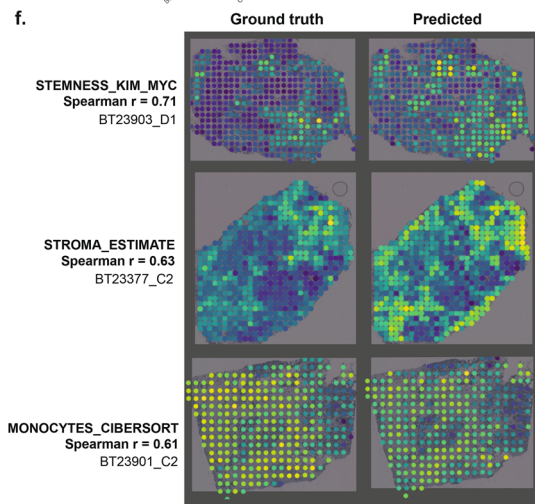 f.
Ground truth
Predicted
STEMNESS_KIM_MYC
Spearman r = 0.71
BT23903_D1
STROMA_ESTIMATE
Spearman r = 0.63
BT23377_C2
MONOCYTES_CIBERSORT
Spearman r = 0.61
BT23901_C2